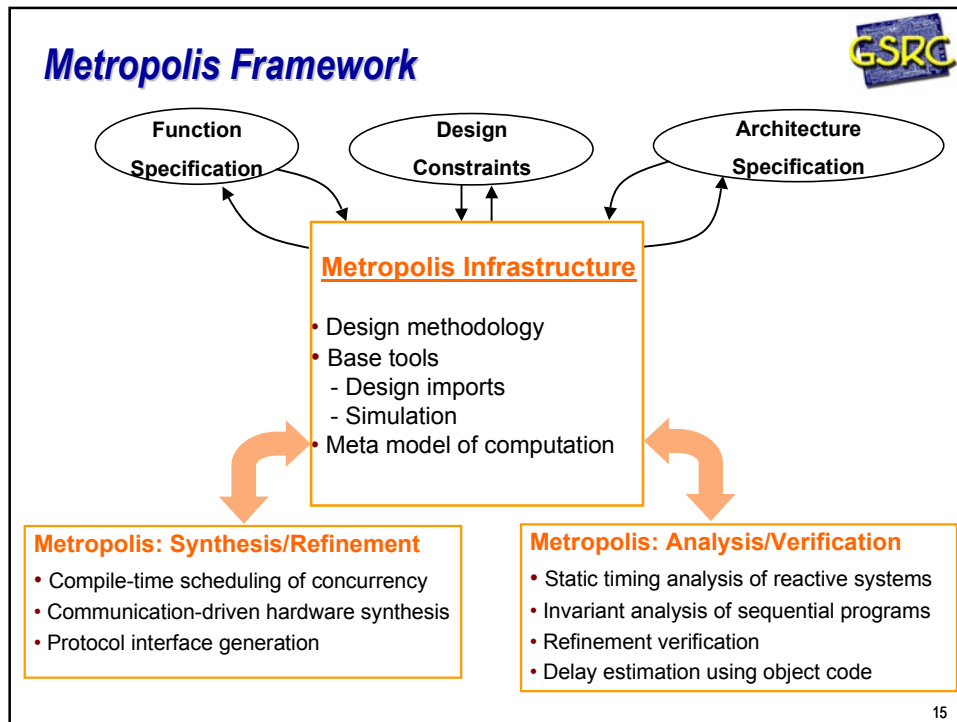 Metropolis Framework
GSRC
Function
Specification
Design
Constraints
Architecture
Specification
Metropolis Infrastructure
• Design methodology
• Base tools
- Design imports
- Simulation
• Meta model of computation
Metropolis: Synthesis/Refinement
• Compile-time scheduling of concurrency
• Communication-driven hardware synthesis
• Protocol interface generation
Metropolis: Analysis/Verification
• Static timing analysis of reactive systems
• Invariant analysis of sequential programs
• Refinement verification
• Delay estimation using object code
15